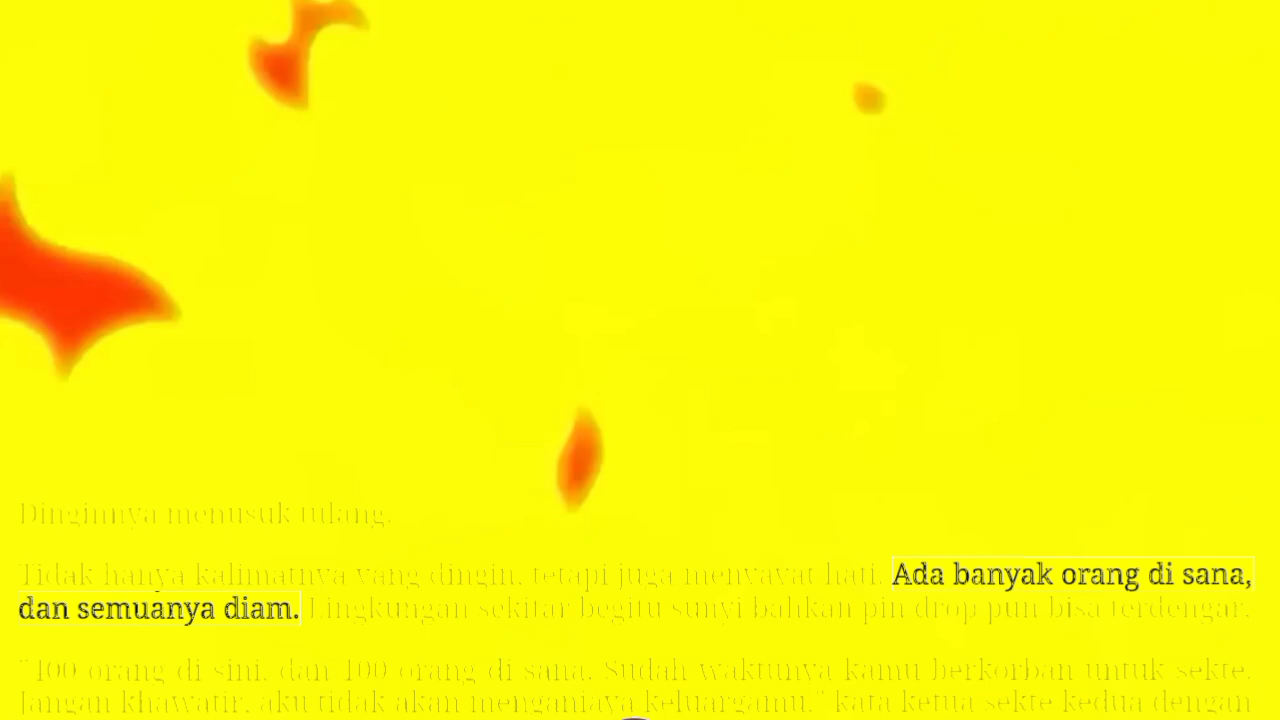 Dinginnya menusuk tulang.
Tidak hanya kalimatnya yang dingin, tetapi juga menyayat hati. Ada banyak orang di sana,
dan semuanya diam. Lingkungan sekitar begitu sunyi bahkan pin drop pun bisa terdengar.
"400 orang di sini, dan 100 orang di sana. Sudah waktunya kamu berkorban untuk sekte.
Jangan khawatir, aku tidak akan menganiaya keluargamu," kata ketua sekte kedua dengan